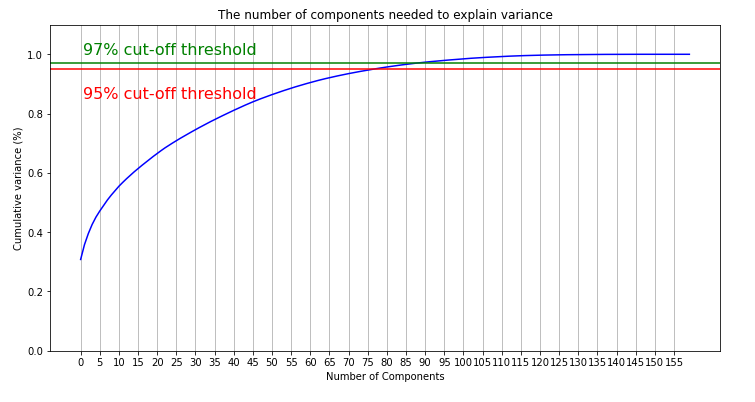 The number of components needed to explain variance
97% cut-off threshold
95% cut-off threshold
Cumulative variance (%)
1.0
0.8
0.6
0.4
0.2
0.0
0 5 10 15 20 25 30 35 40 45 50 55 60 65 70 75 80 85 90 95 100 105 110 115 120 125 130 135 140 145 150 155
Number of Components